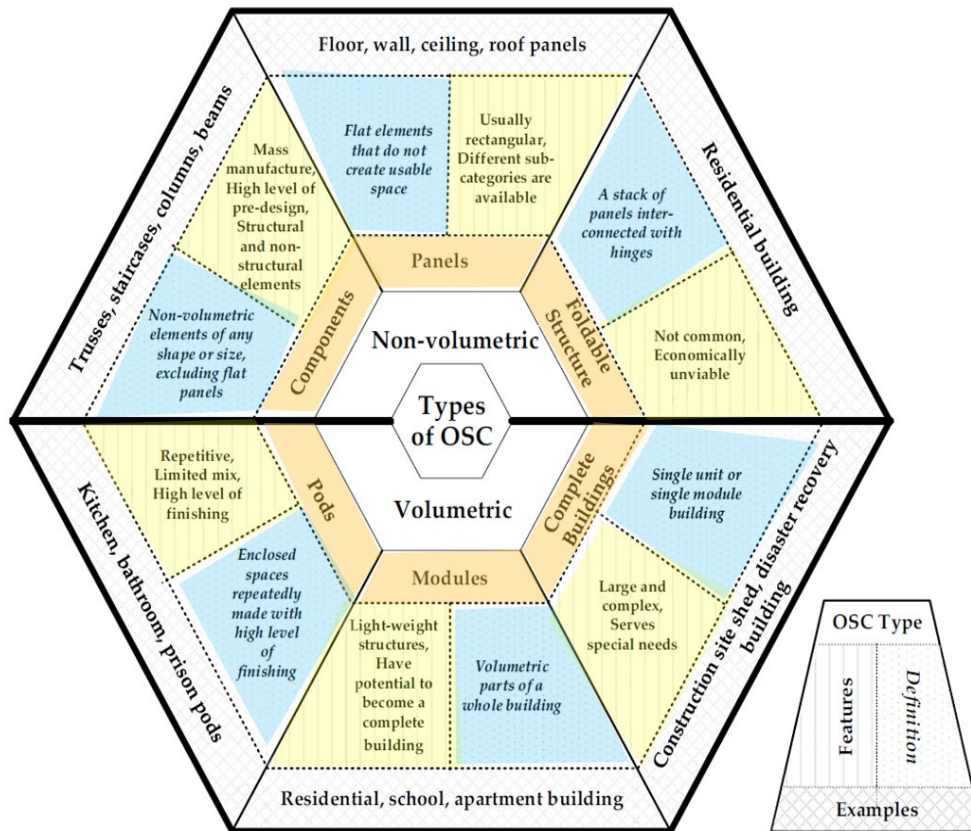 Floor, wall, ceiling, roof panels
Flat elements
that do not
create usable
space
Usually
rectangular,
Different sub-
categories are
available
Panels
Trusses, staircases, columns, beams
Mass
manufacture,
High level of
pre-design,
Structural
and non-
structural
elements
Non-volumetric
elements of any
shape or size,
excluding flat
panels
Components
Residential building
A stack of
panels inter-
connected with
hinges
Not common,
Economically
unviable
Foldable
Structure
Non-volumetric
Types
of OSC
Volumetric
Kitchen, bathroom, prison pods
Repetitive,
Limited mix,
High level of
finishing
Enclosed
spaces
repeatedly
made with
high level
of
finishing
Pods
Modules
Light-weight
structures,
Have
potential to
become a
complete
building
Volumetric
parts of a
whole building
Residential, school, apartment building
Complete
Buildings
Single unit or
single module
building
Large and
complex,
Serves
special needs
Construction site shed, disaster recovery
building
OSC Type
Features
Definition
Examples